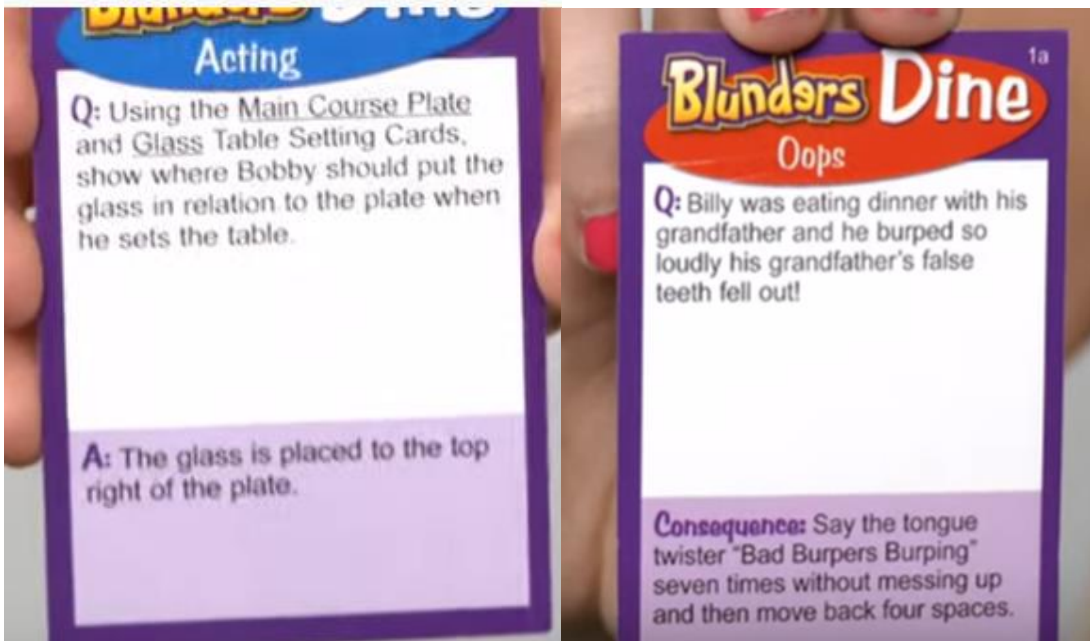 Blunders Dine
Acting
Q: Using the Main Course Plate
and Glass Table Setting Cards,
show where Bobby should put the
glass in relation to the plate when
he sets the table.
A: The glass is placed to the top
right of the plate.
1a
Blunders Dine
Oops
Q: Billy was eating dinner with his
grandfather and he burped so
loudly his grandfather's false
teeth fell out!
Consequence: Say the tongue
twister "Bad Burpers Burping"
seven times without messing up
and then move back four spaces.